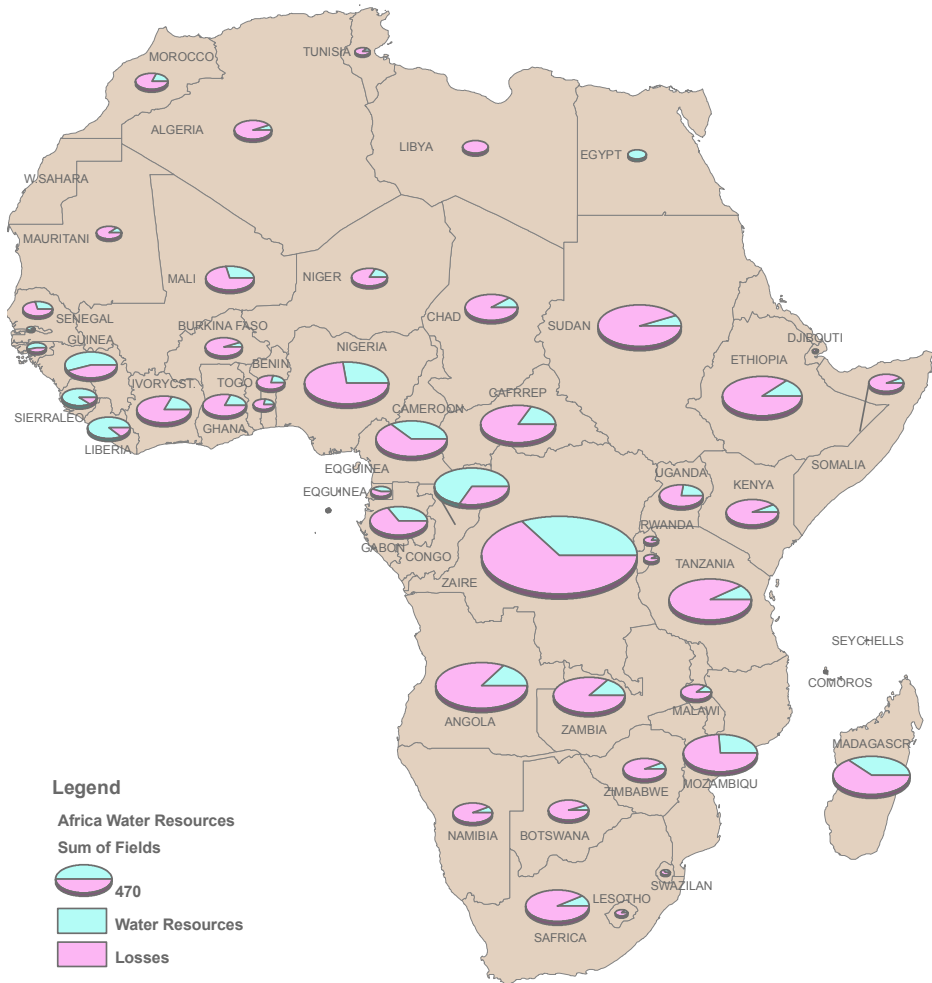 TUNISIA
MOROCCO
ALGERIA
LIBYA
EGYPT
W.SAHARA
MAURITANI
MALI
NIGER
CHAD
SUDAN
SENEGAL
GUINEA
BURKINA FASO
NIGERIA
DJIBOUTI
ETHIOPIA
BENIN
TOGO
IVORYCST.
GHANA
SIERRALEO
LIBERIA
CAMEROON
CAFRREP
EQGUINEA
EQGUINEA
UGANDA
KENYA
SOMALIA
RWANDA
GABON
CONGO
ZAIRE
TANZANIA
SEYCHELLS
COMOROS
ANGOLA
ZAMBIA
MALAWI
MADAGASCR
MOZAMBIQU
ZIMBABWE
NAMIBIA
BOTSWANA
SWAZILAN
LESOTHO
SAFRICA
Legend
Africa Water Resources
Sum of Fields
470
Water Resources
Losses